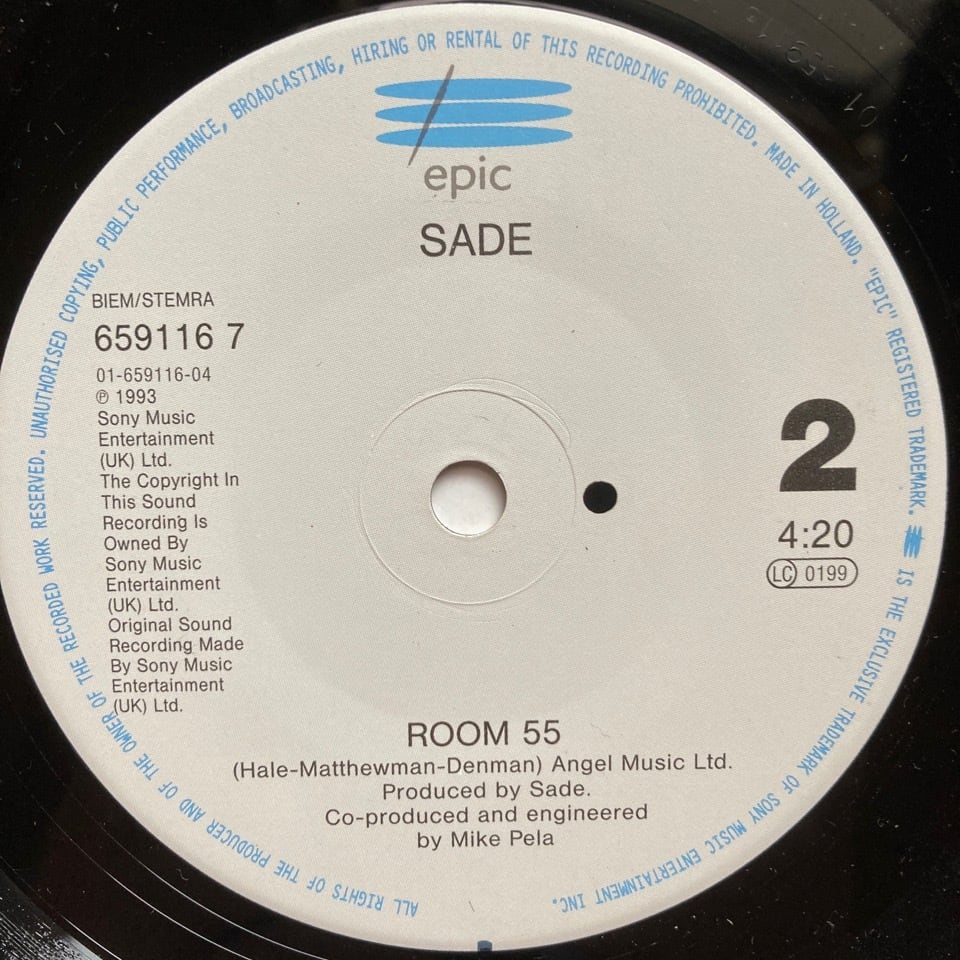 ALL RIGHTS OF THE PRODUCER AND OF THE OWNER OF THE RECORDED WORK RESERVED. UNAUTHORISED COPYING, PUBLIC PERFORMANCE, BROADCASTING, HIRING OR RENTAL OF THIS RECORDING PROHIBITED. MADE IN HOLLAND. "EPIC" REGISTERED TRADEMARK. IS THE EXCLUSIVE TRADEMARK OF SONY MUSIC ENTERTAINMENT INC.
epic
SADE
BIEM/STEMRA
659116 7
01-659116-04
℗ 1993
Sony Music
Entertainment
(UK) Ltd.
The Copyright In
This Sound
Recording Is
Owned By
Sony Music
Entertainment
(UK) Ltd.
Original Sound
Recording Made
By Sony Music
Entertainment
(UK) Ltd.
2
4:20
LC 0199
ROOM 55
(Hale-Matthewman-Denman) Angel Music Ltd.
Produced by Sade.
Co-produced and engineered
by Mike Pela